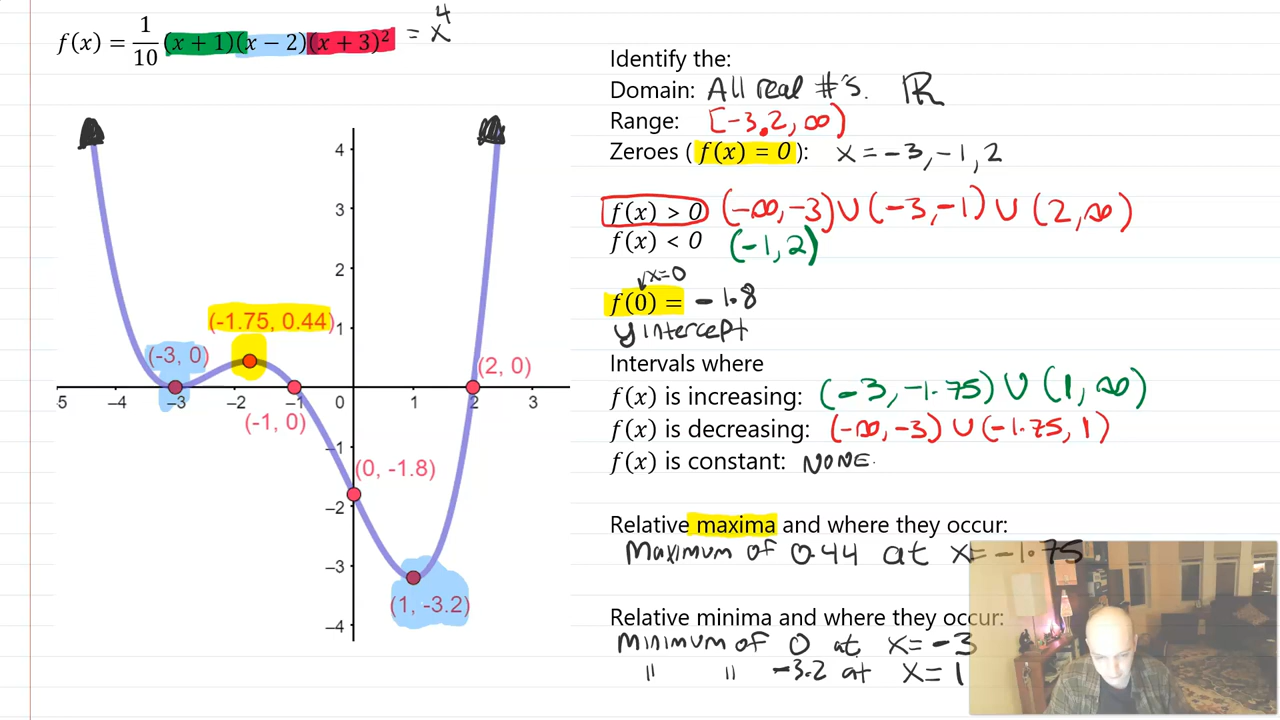 f(x) = 1/10 (x + 1)(x − 2)(x + 3)² = x⁴
Identify the:
Domain: All real #'s. ℝ
Range: [-3.2, ∞)
Zeroes ( f(x) = 0 ): x = -3, -1, 2
f(x) > 0 (-∞, -3) ∪ (-3, -1) ∪ (2, ∞)
f(x) < 0 (-1, 2)
x=0
f(0) = -1.8
y intercept
Intervals where
f(x) is increasing: (-3, -1.75) ∪ (1, ∞)
f(x) is decreasing: (-∞, -3) ∪ (-1.75, 1)
f(x) is constant: NONE.
Relative maxima and where they occur:
Maximum of 0.44 at x= -1.75
Relative minima and where they occur:
Minimum of 0 at x= -3
" " -3.2 at x= 1
4
3
2
1
(-1.75, 0.44)
(-3, 0)
(2, 0)
5 −4 −3 −2 −1 0 1 2 3
(-1, 0)
−1
(0, -1.8)
−2
−3
(1, -3.2)
−4